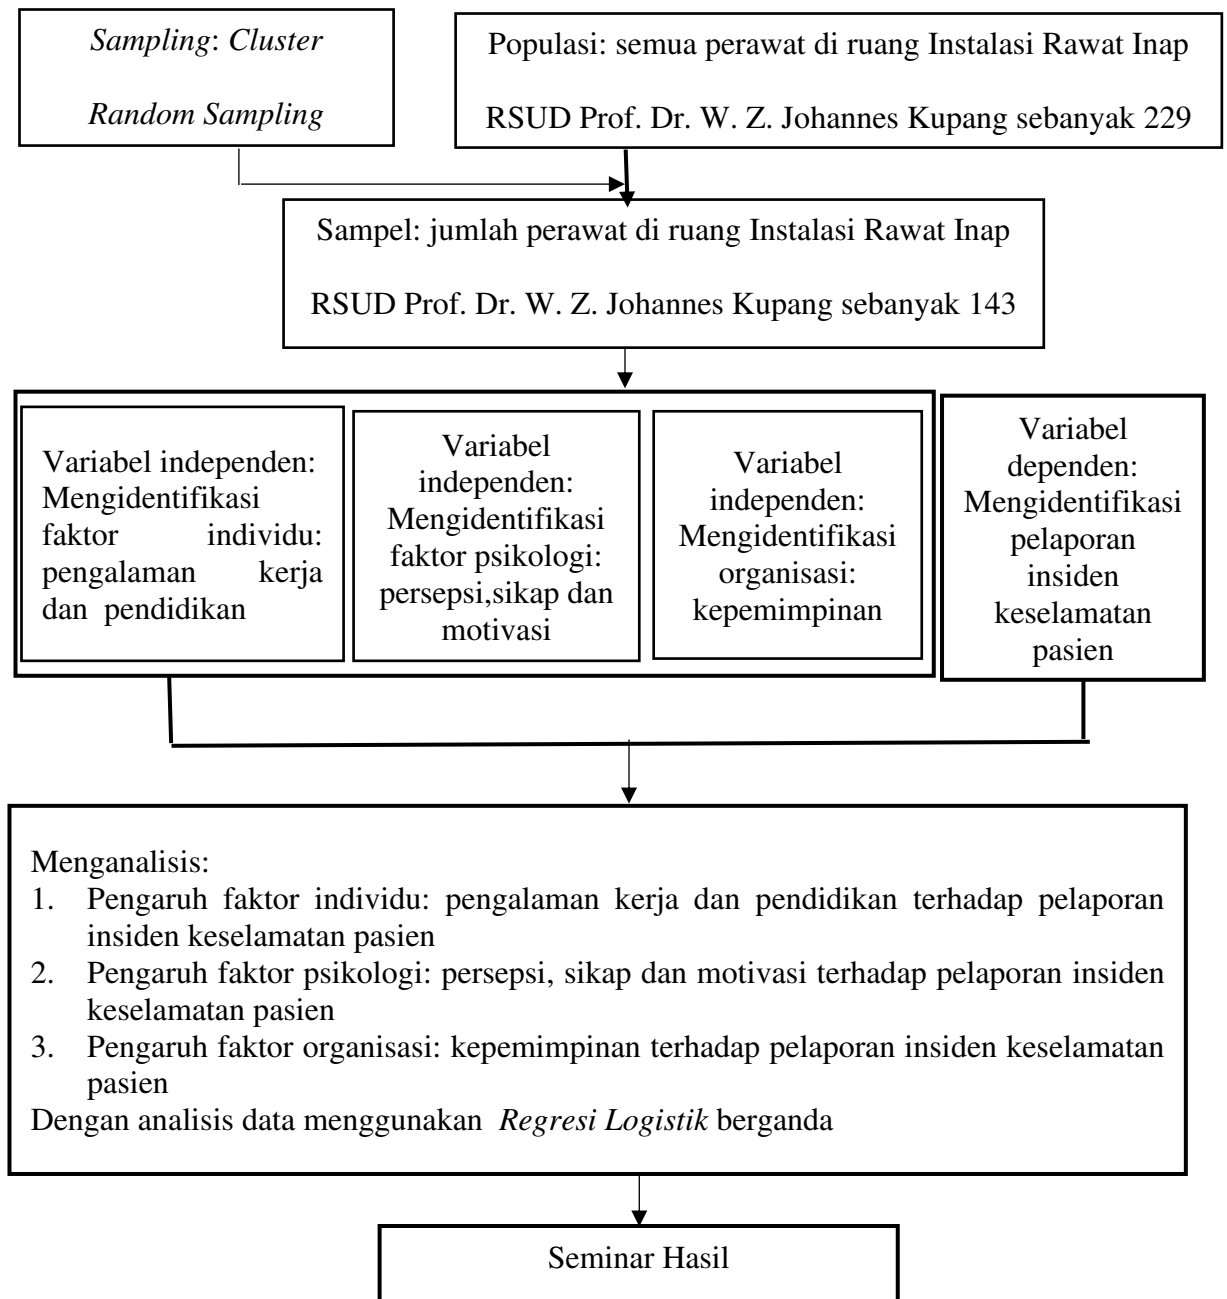 Sampling: Cluster
Random Sampling
Populasi: semua perawat di ruang Instalasi Rawat Inap
RSUD Prof. Dr. W. Z. Johannes Kupang sebanyak 229
Sampel: jumlah perawat di ruang Instalasi Rawat Inap
RSUD Prof. Dr. W. Z. Johannes Kupang sebanyak 143
Variabel independen:
Mengidentifikasi
faktor individu:
pengalaman kerja
dan pendidikan
Variabel
independen:
Mengidentifikasi
faktor psikologi:
persepsi,sikap dan
motivasi
Variabel
independen:
Mengidentifikasi
organisasi:
kepemimpinan
Variabel
dependen:
Mengidentifikasi
pelaporan
insiden
keselamatan
pasien
Menganalisis:
1. Pengaruh faktor individu: pengalaman kerja dan pendidikan terhadap pelaporan
insiden keselamatan pasien
2. Pengaruh faktor psikologi: persepsi, sikap dan motivasi terhadap pelaporan insiden
keselamatan pasien
3. Pengaruh faktor organisasi: kepemimpinan terhadap pelaporan insiden keselamatan
pasien
Dengan analisis data menggunakan Regresi Logistik berganda
Seminar Hasil